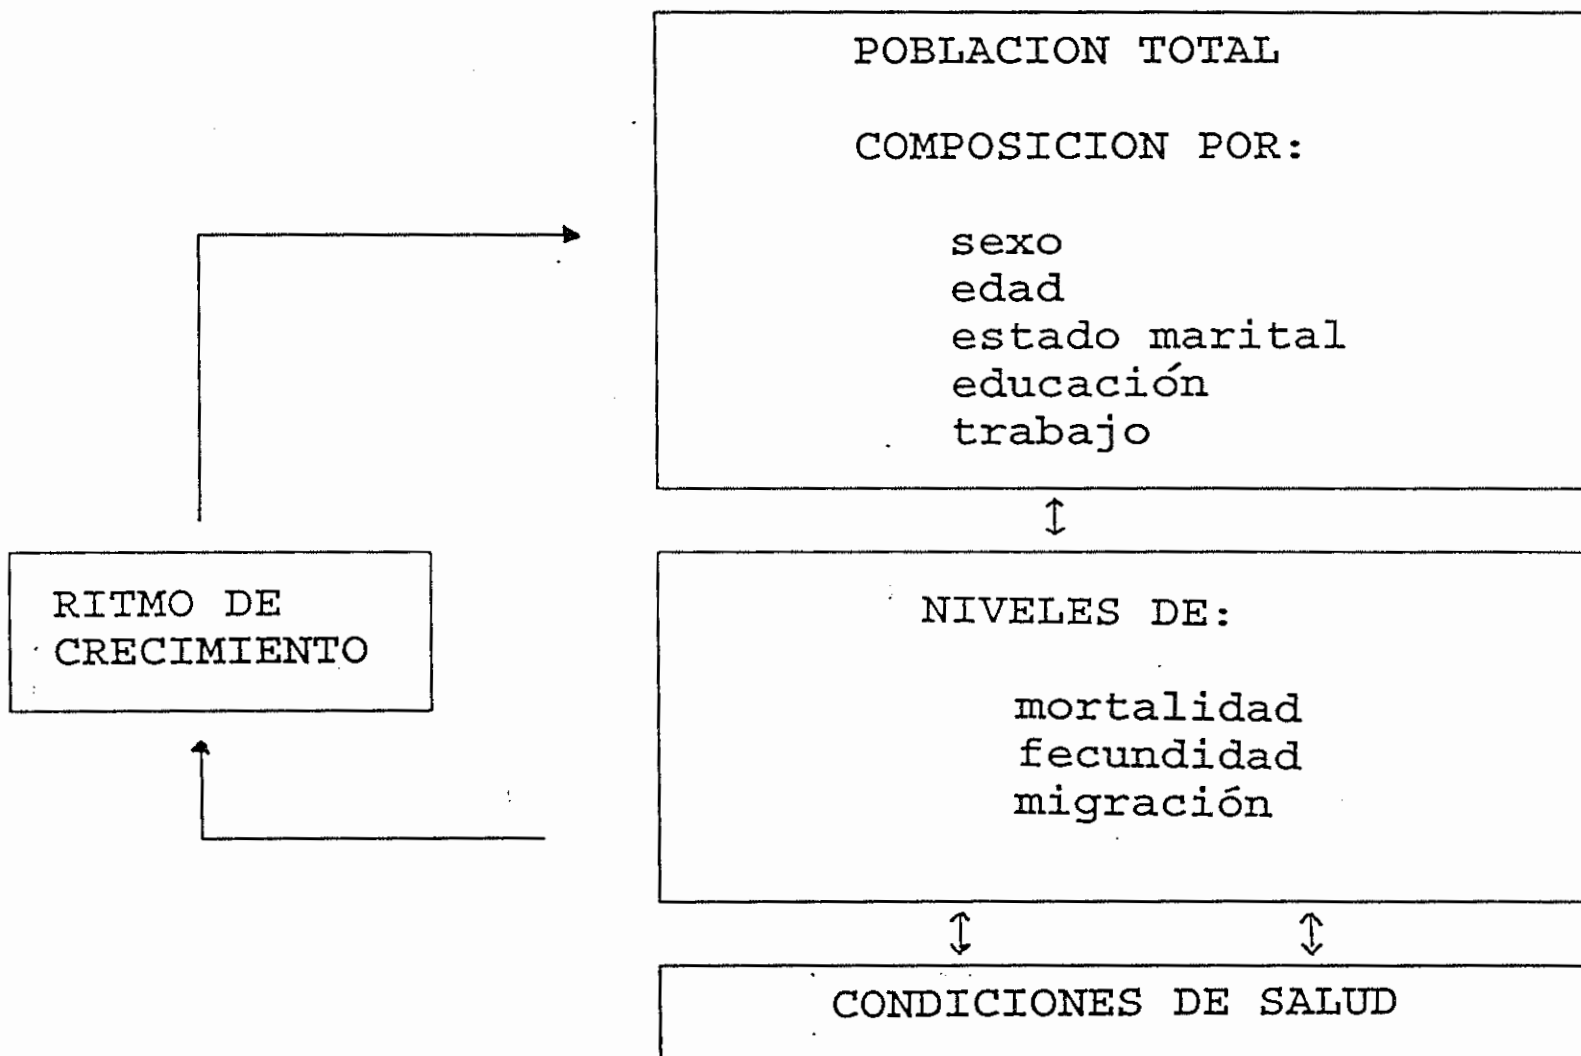 POBLACION TOTAL
COMPOSICION POR:
sexo
edad
estado marital
educación
trabajo
RITMO DE
CRECIMIENTO
NIVELES DE:
mortalidad
fecundidad
migración
CONDICIONES DE SALUD